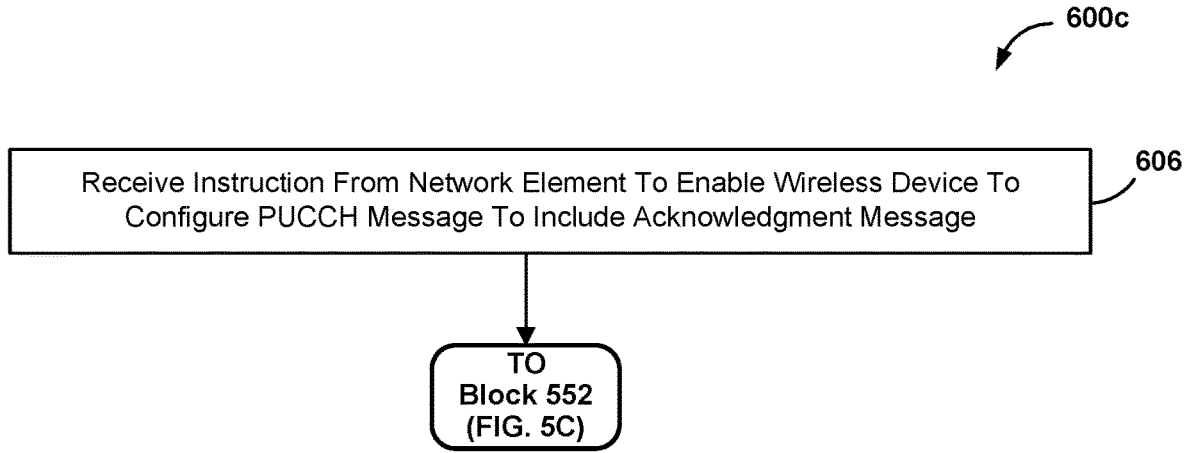 600c
606
Receive Instruction From Network Element To Enable Wireless Device To
Configure PUCCH Message To Include Acknowledgment Message
TO
Block 552
(FIG. 5C)